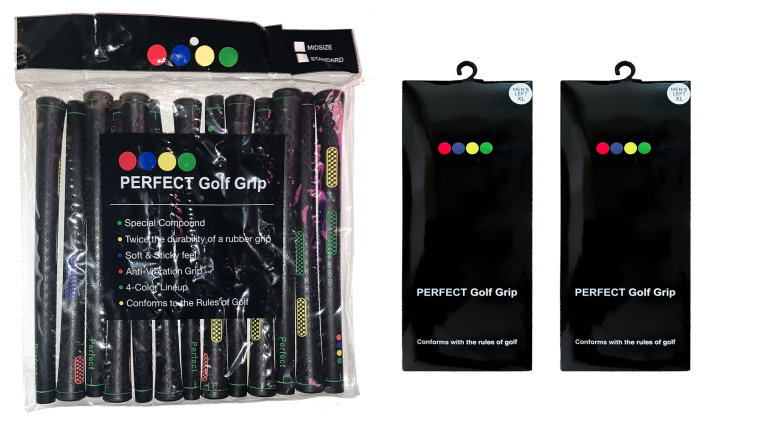 MIDSIZE
STANDARD
PERFECT Golf Grip
Special Compound
Twice the durability of a rubber grip
Soft & Sticky feel
Anti-Vibration Grip
4-Color Lineup
Conforms to the Rules of Golf
Perfect
Perfect
Perfect
Perfect
MEN'S
LEFT
XL
PERFECT Golf Grip
Conforms with the rules of golf
MEN'S
LEFT
XL
PERFECT Golf Grip
Conforms with the rules of golf